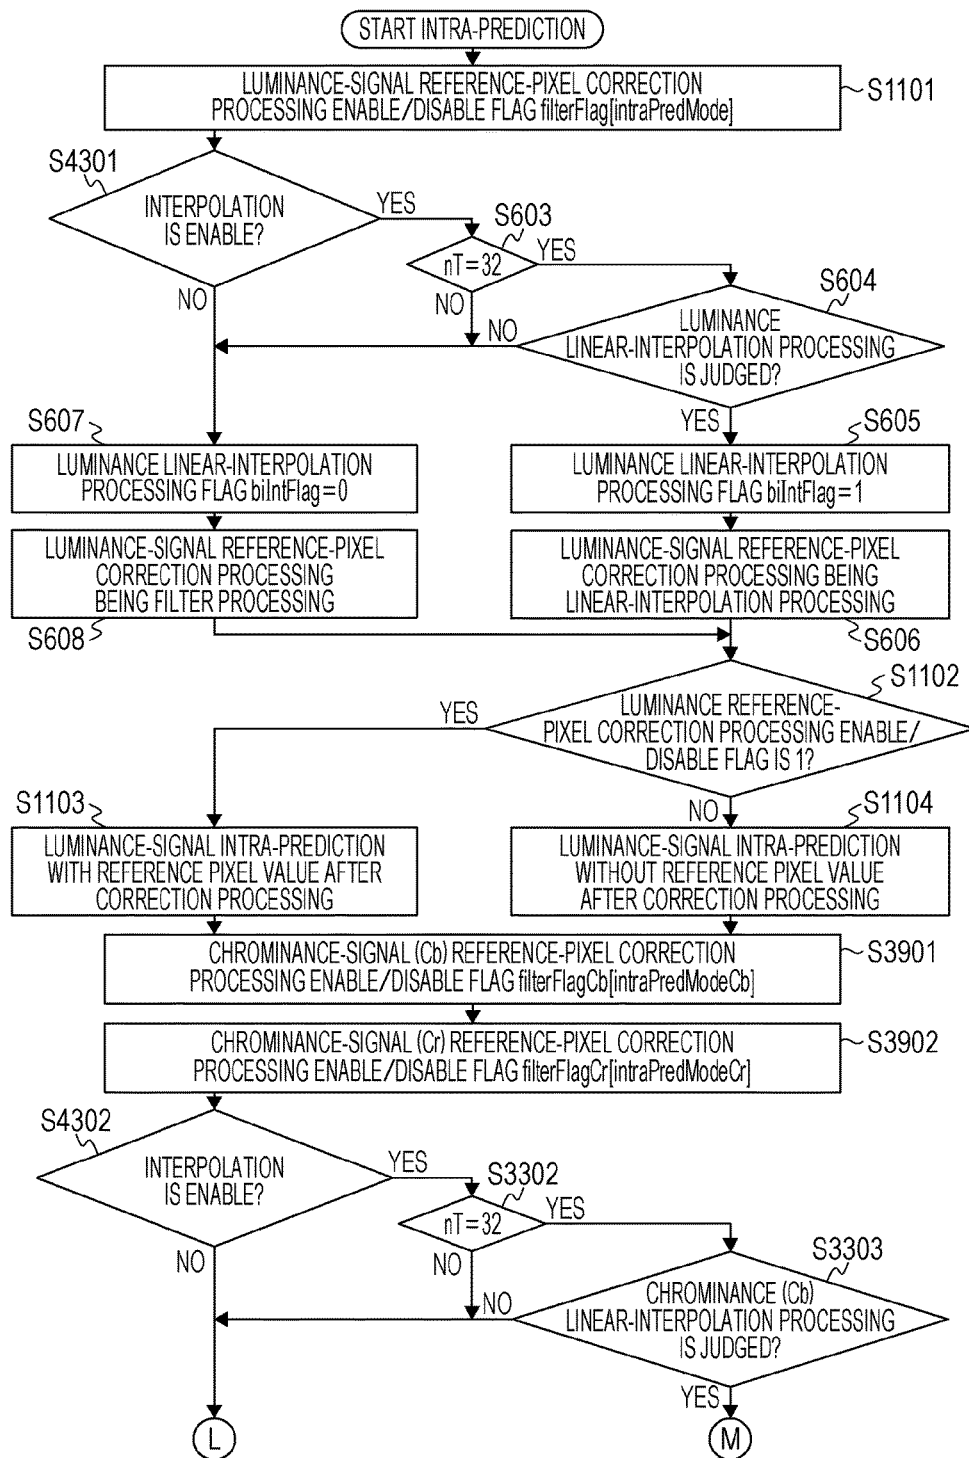 START INTRA-PREDICTION
LUMINANCE-SIGNAL REFERENCE-PIXEL CORRECTION
PROCESSING ENABLE/DISABLE FLAG filterFlag[intraPredMode]
S1101
S4301
INTERPOLATION
IS ENABLE?
YES
NO
S603
nT=32
YES
NO
S604
LUMINANCE
LINEAR-INTERPOLATION PROCESSING
IS JUDGED?
NO
YES
S607
LUMINANCE LINEAR-INTERPOLATION
PROCESSING FLAG biIntFlag=0
S605
LUMINANCE LINEAR-INTERPOLATION
PROCESSING FLAG biIntFlag=1
LUMINANCE-SIGNAL REFERENCE-PIXEL
CORRECTION PROCESSING
BEING FILTER PROCESSING
S608
LUMINANCE-SIGNAL REFERENCE-PIXEL
CORRECTION PROCESSING BEING
LINEAR-INTERPOLATION PROCESSING
S606
S1102
LUMINANCE REFERENCE-
PIXEL CORRECTION PROCESSING ENABLE/
DISABLE FLAG IS 1?
YES
NO
S1103
LUMINANCE-SIGNAL INTRA-PREDICTION
WITH REFERENCE PIXEL VALUE AFTER
CORRECTION PROCESSING
S1104
LUMINANCE-SIGNAL INTRA-PREDICTION
WITHOUT REFERENCE PIXEL VALUE
AFTER CORRECTION PROCESSING
CHROMINANCE-SIGNAL (Cb) REFERENCE-PIXEL CORRECTION
PROCESSING ENABLE/DISABLE FLAG filterFlagCb[intraPredModeCb]
S3901
CHROMINANCE-SIGNAL (Cr) REFERENCE-PIXEL CORRECTION
PROCESSING ENABLE/DISABLE FLAG filterFlagCr[intraPredModeCr]
S3902
S4302
INTERPOLATION
IS ENABLE?
YES
NO
S3302
nT=32
YES
NO
S3303
CHROMINANCE (Cb)
LINEAR-INTERPOLATION PROCESSING
IS JUDGED?
NO
YES
L
M